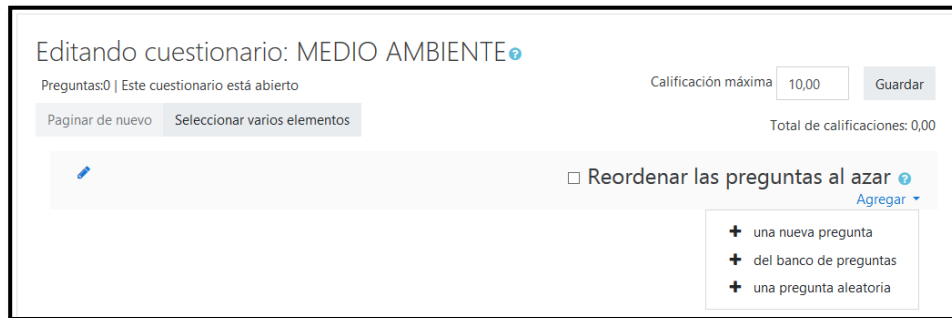 Editando cuestionario: MEDIO AMBIENTE
Preguntas:0 | Este cuestionario está abierto
Calificación máxima 10,00 Guardar
Paginar de nuevo Seleccionar varios elementos
Total de calificaciones: 0,00
Reordenar las preguntas al azar
Agregar
una nueva pregunta
del banco de preguntas
una pregunta aleatoria